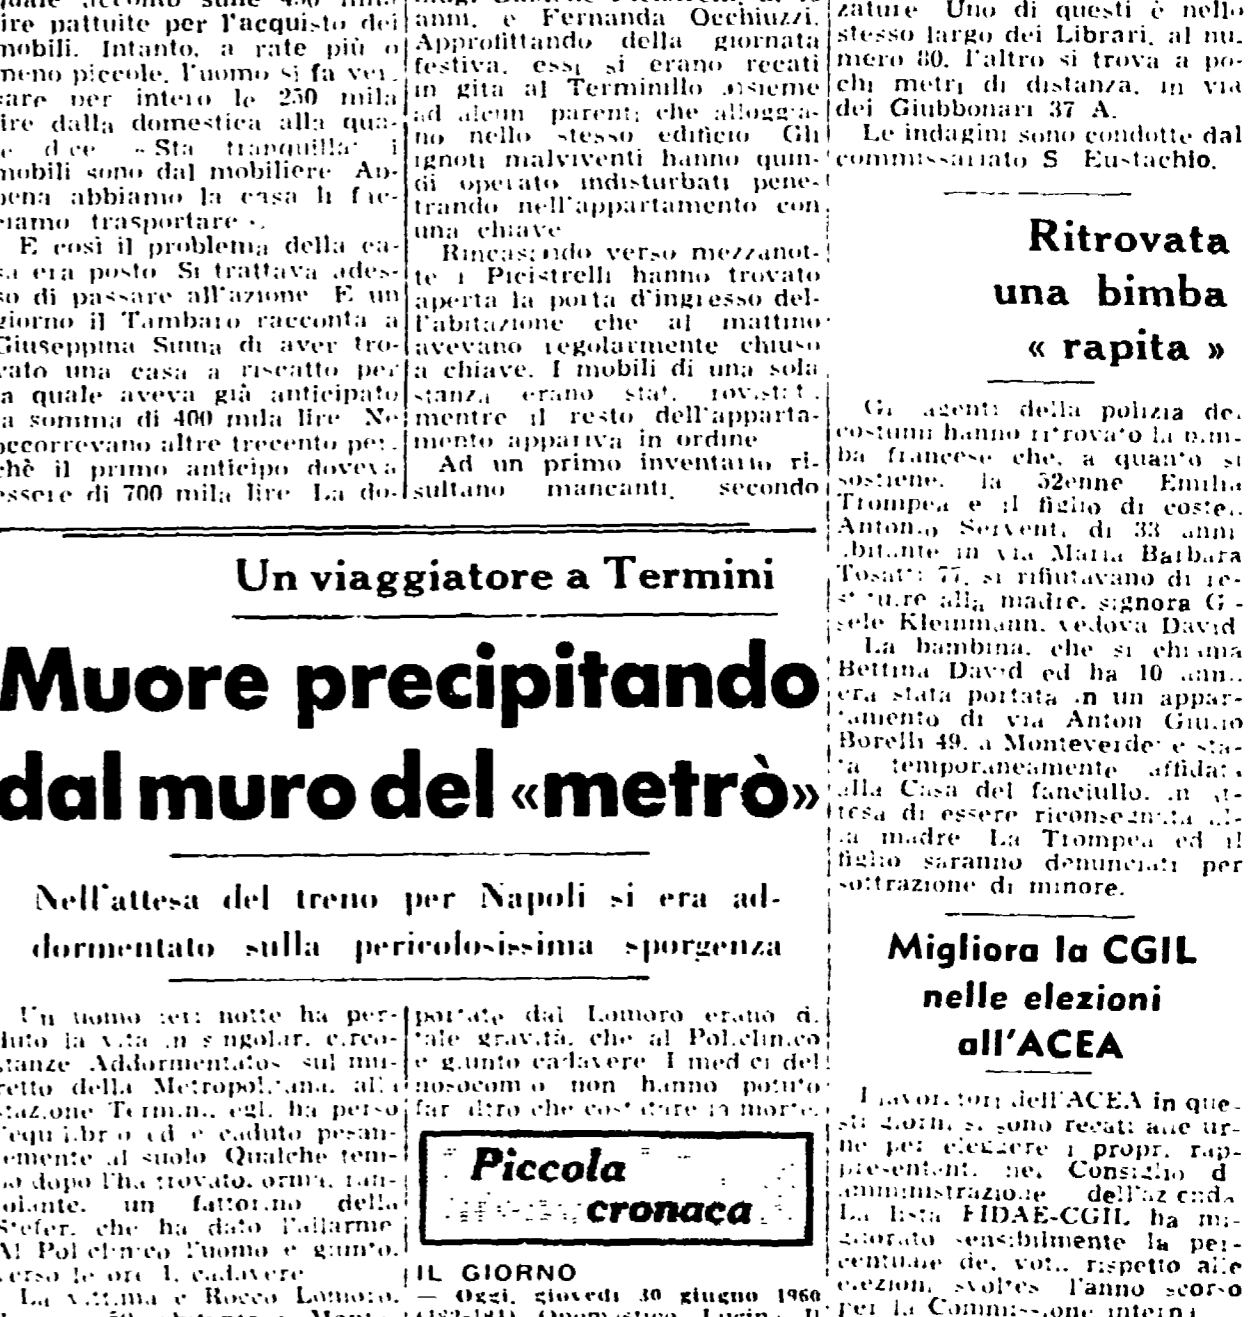 ire pattuite per l'acquisto dei
mobili. Intanto, a rate più o
meno piccole, l'uomo si fa ver-
sare per intero le 250 mila
lire dalla domestica alla qua-
le dice « Sta tranquilla i
mobili sono dal mobiliere Ap-
pena abbiamo la casa li fac-
ciamo trasportare ».
E così il problema della ca-
sa era posto Si trattava ades-
so di passare all'azione E un
giorno il Tambaro racconta a
Giuseppina Sinna di aver tro-
vato una casa a riscatto per
la quale aveva già anticipato
la somma di 400 mila lire Ne
occorrevano altre trecento per-
chè il primo anticipo doveva
essere di 700 mila lire La do-
anni, e Fernanda Occhiuzzi.
Approfittando della giornata
festiva, essi si erano recati
in gita al Terminillo insieme
ad alcuni parenti che alloggia-
no nello stesso edificio Gli
ignoti malviventi hanno quin-
di operato indisturbati pene-
trando nell'appartamento con
una chiave
Rincasando verso mezzanot-
te i Picistrelli hanno trovato
aperta la porta d'ingresso del-
l'abitazione che al mattino
avevano regolarmente chiuso
a chiave. I mobili di una sola
stanza erano stati rovistati,
mentre il resto dell'apparta-
mento appariva in ordine
Ad un primo inventario ri-
sultano mancanti, secondo
zature Uno di questi è nello
stesso largo dei Librari, al nu-
mero 80, l'altro si trova a po-
chi metri di distanza, in via
dei Giubbonari 37 A.
Le indagini sono condotte dal
commissariato S Eustachio.
Ritrovata
una bimba
« rapita »
Gli agenti della polizia dei
costumi hanno ritrovato la bim-
ba francese che, a quanto si
sostiene, la 52enne Emilia
Trompea e il figlio di costei,
Antonio Serventi di 33 anni
abitante in via Maria Barbara
Tosatti 77, si rifiutavano di re-
stituire alla madre, signora Gi-
sele Kleinmann, vedova David
La bambina, che si chiama
Bettina David ed ha 10 anni,
era stata portata in un appar-
tamento di via Anton Giulio
Borelli 49, a Monteverde e sta-
ta temporaneamente affidata
alla Casa del fanciullo, in at-
tesa di essere riconsegnata al-
la madre La Trompea ed il
figlio saranno denunciati per
sottrazione di minore.
Migliora la CGIL
nelle elezioni
all'ACEA
I lavoratori dell'ACEA in que-
sti giorni si sono recati alle ur-
ne per eleggere i propri rap-
presentanti nel Consiglio di
amministrazione dell'azienda
La lista FIDAE-CGIL ha mi-
gliorato sensibilmente la per-
centuale dei voti, rispetto alle
elezioni svoltes l'anno scorso
per la Commissione interna
Un viaggiatore a Termini
Muore precipitando
dal muro del «metrò»
Nell'attesa del treno per Napoli si era ad-
dormentato sulla pericolosissima sporgenza
Un uomo ieri notte ha per-
duto la vita in singolari circo-
stanze Addormentatos sul mu-
retto della Metropolitana, alla
stazione Termini, egli ha perso
l'equilibrio ed è caduto pesan-
temente al suolo Qualche tem-
po dopo l'ha trovato, ormai ran-
tolante, un fattorino della
Stefer, che ha dato l'allarme
Al Policlinico l'uomo è giunto,
verso le ore 1, cadavere
La vittima è Rocco Lomoro,
portate dal Lomoro erano di
tale gravità, che al Policlinico
è giunto cadavere I medici del
nosocomio non hanno potuto
far altro che costatare la morte.
Piccola
cronaca
IL GIORNO
— Oggi, giovedì 30 giugno 1960
(182-184) Onomastico Lucina Il